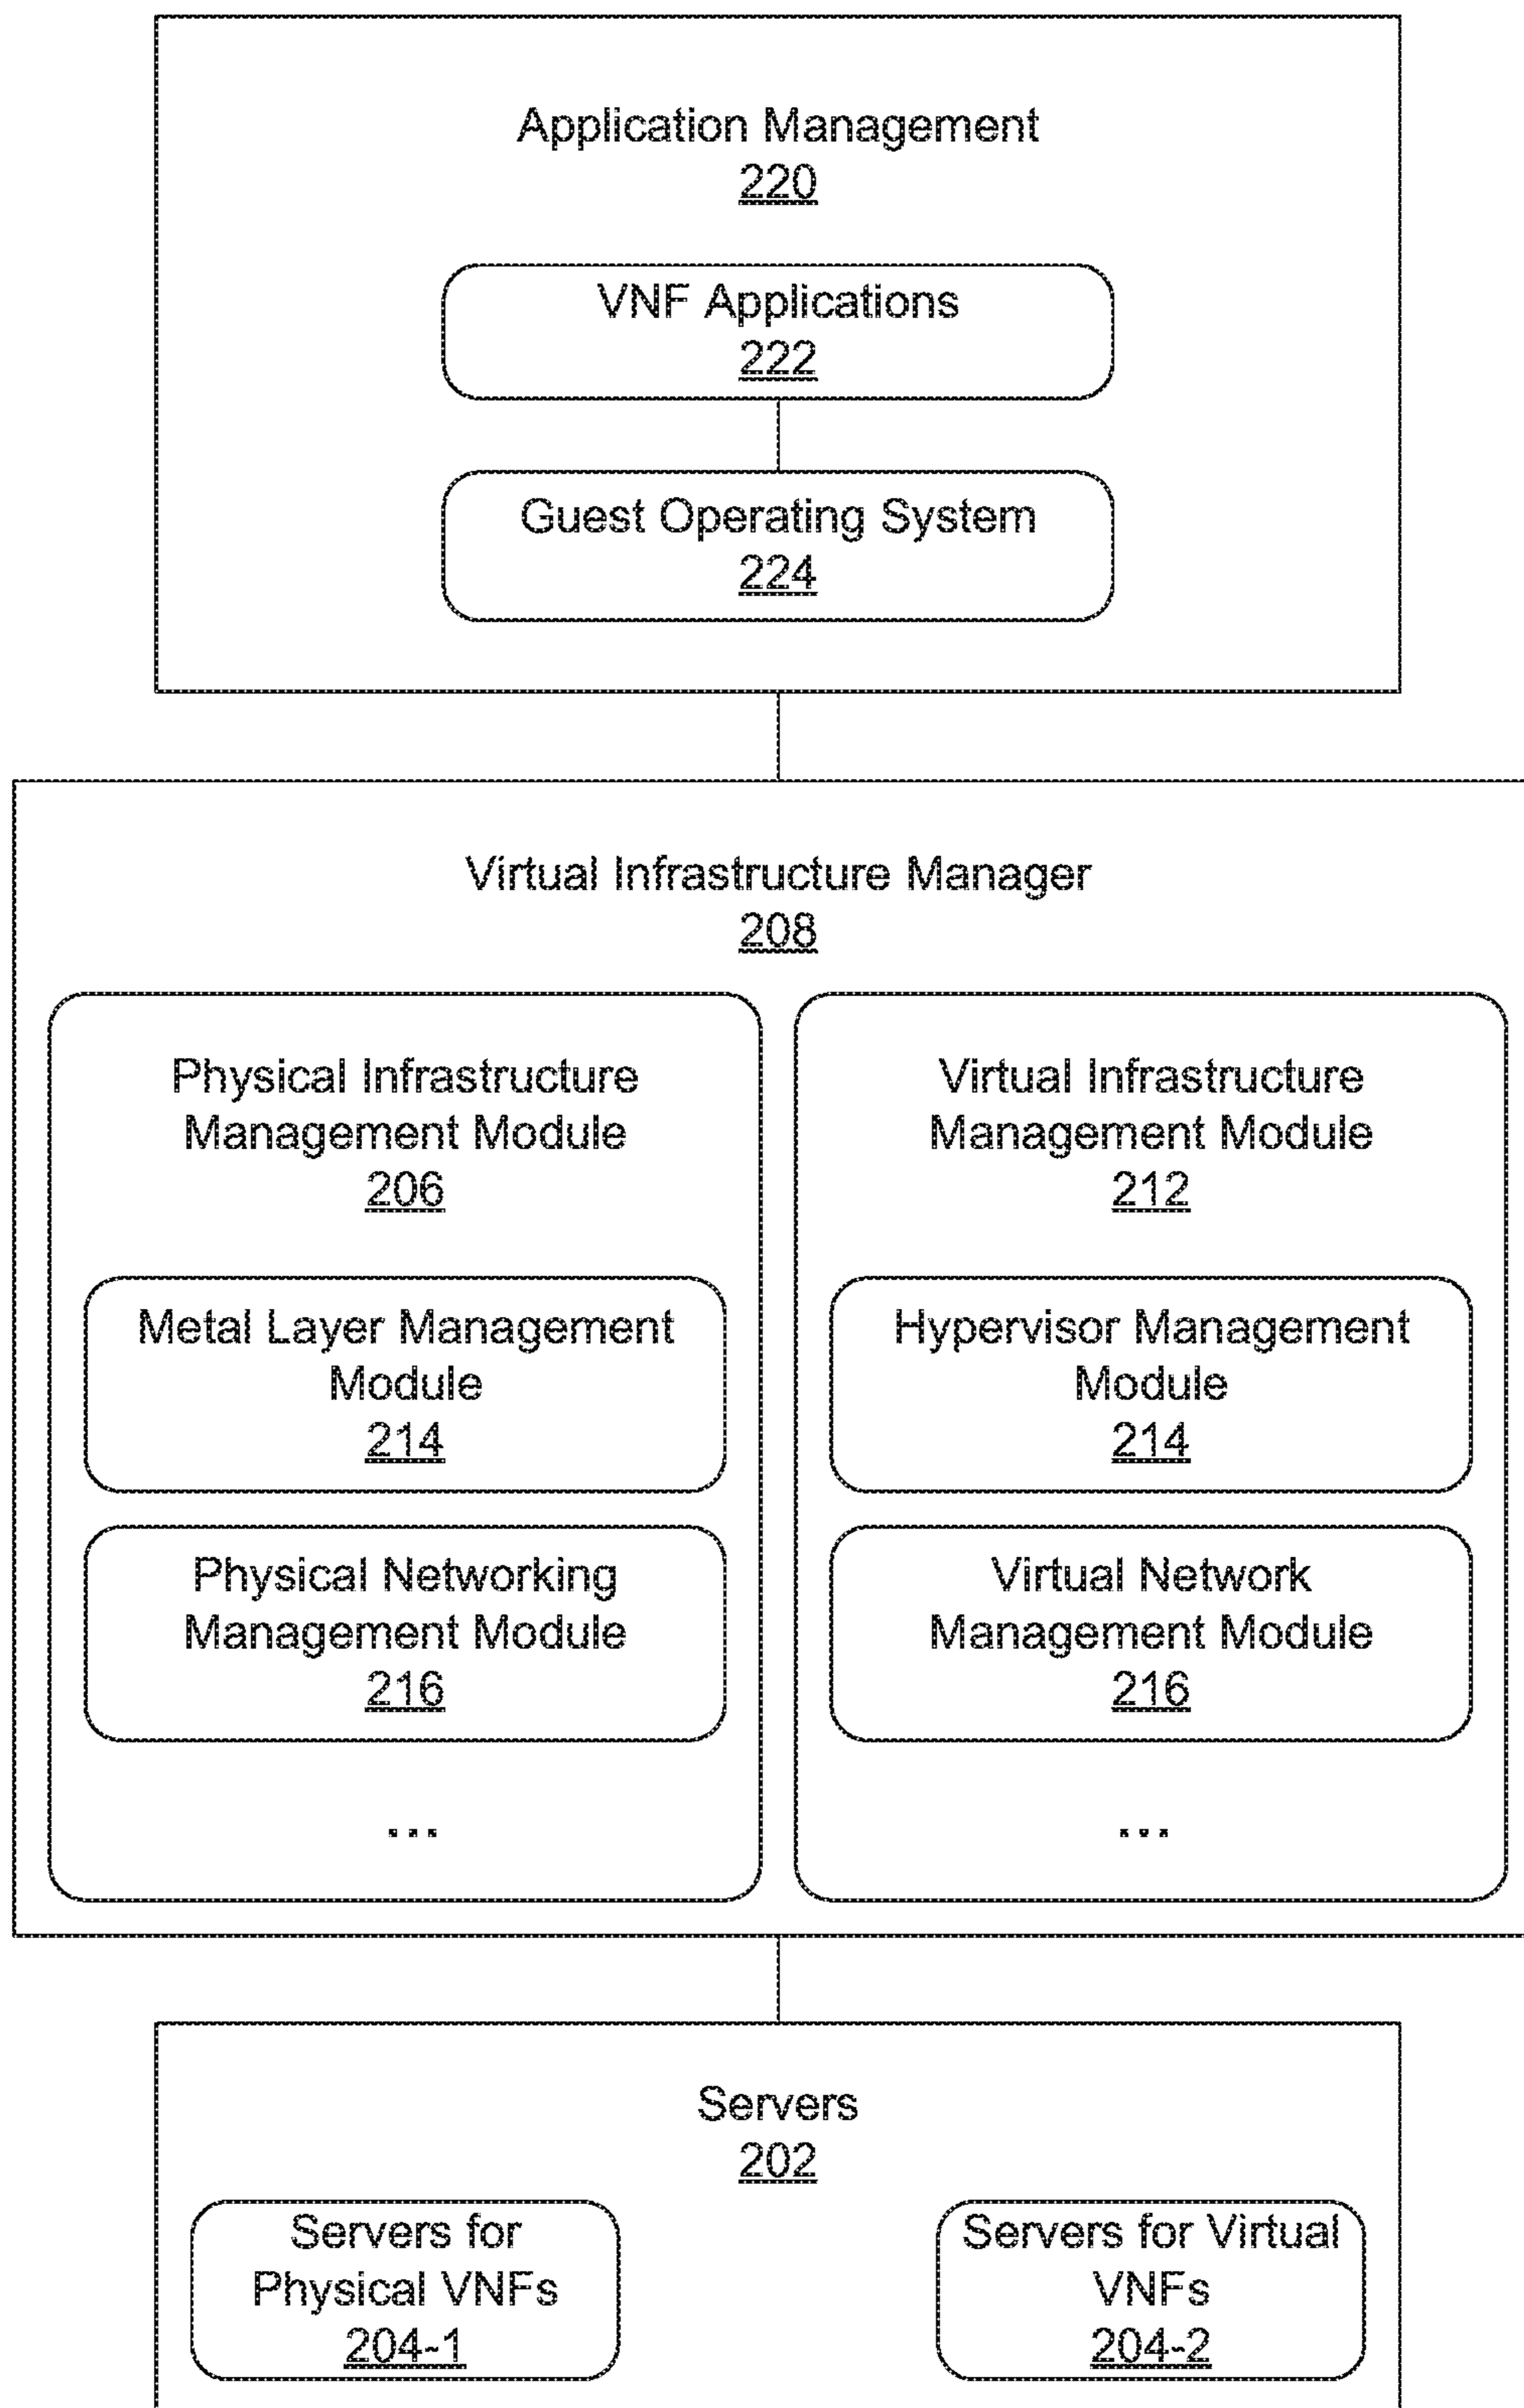 Application Management
220
VNF Applications
222
Guest Operating System
224
Virtual Infrastructure Manager
208
Physical Infrastructure
Management Module
206
Metal Layer Management
Module
214
Physical Networking
Management Module
216
...
Virtual Infrastructure
Management Module
212
Hypervisor Management
Module
214
Virtual Network
Management Module
216
...
Servers
202
Servers for
Physical VNFs
204-1
Servers for Virtual
VNFs
204-2